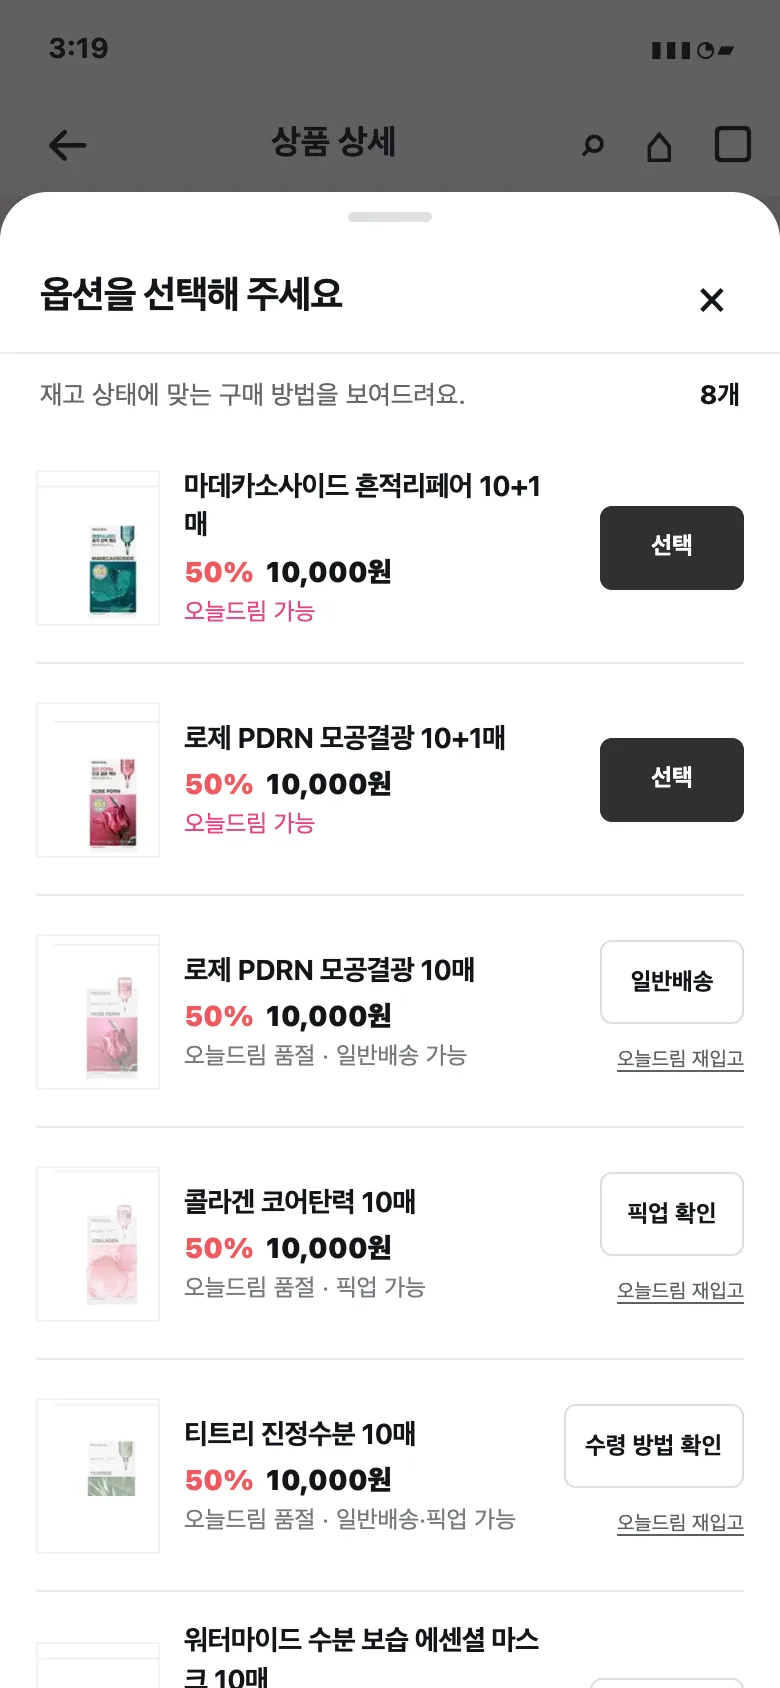 3:19
상품 상세
옵션을 선택해 주세요
재고 상태에 맞는 구매 방법을 보여드려요.
8개
마데카소사이드 흔적리페어 10+1
매
50% 10,000원
오늘드림 가능
선택
MADECASSOSIDE
로제 PDRN 모공결광 10+1매
50% 10,000원
오늘드림 가능
선택
ROSE PDRN
로제 PDRN 모공결광 10매
50% 10,000원
오늘드림 품절 · 일반배송 가능
일반배송
오늘드림 재입고
ROSE PDRN
콜라겐 코어탄력 10매
50% 10,000원
오늘드림 품절 · 픽업 가능
픽업 확인
오늘드림 재입고
COLLAGEN
티트리 진정수분 10매
50% 10,000원
오늘드림 품절 · 일반배송·픽업 가능
수령 방법 확인
오늘드림 재입고
TEATREE
워터마이드 수분 보습 에센셜 마스
크 10매